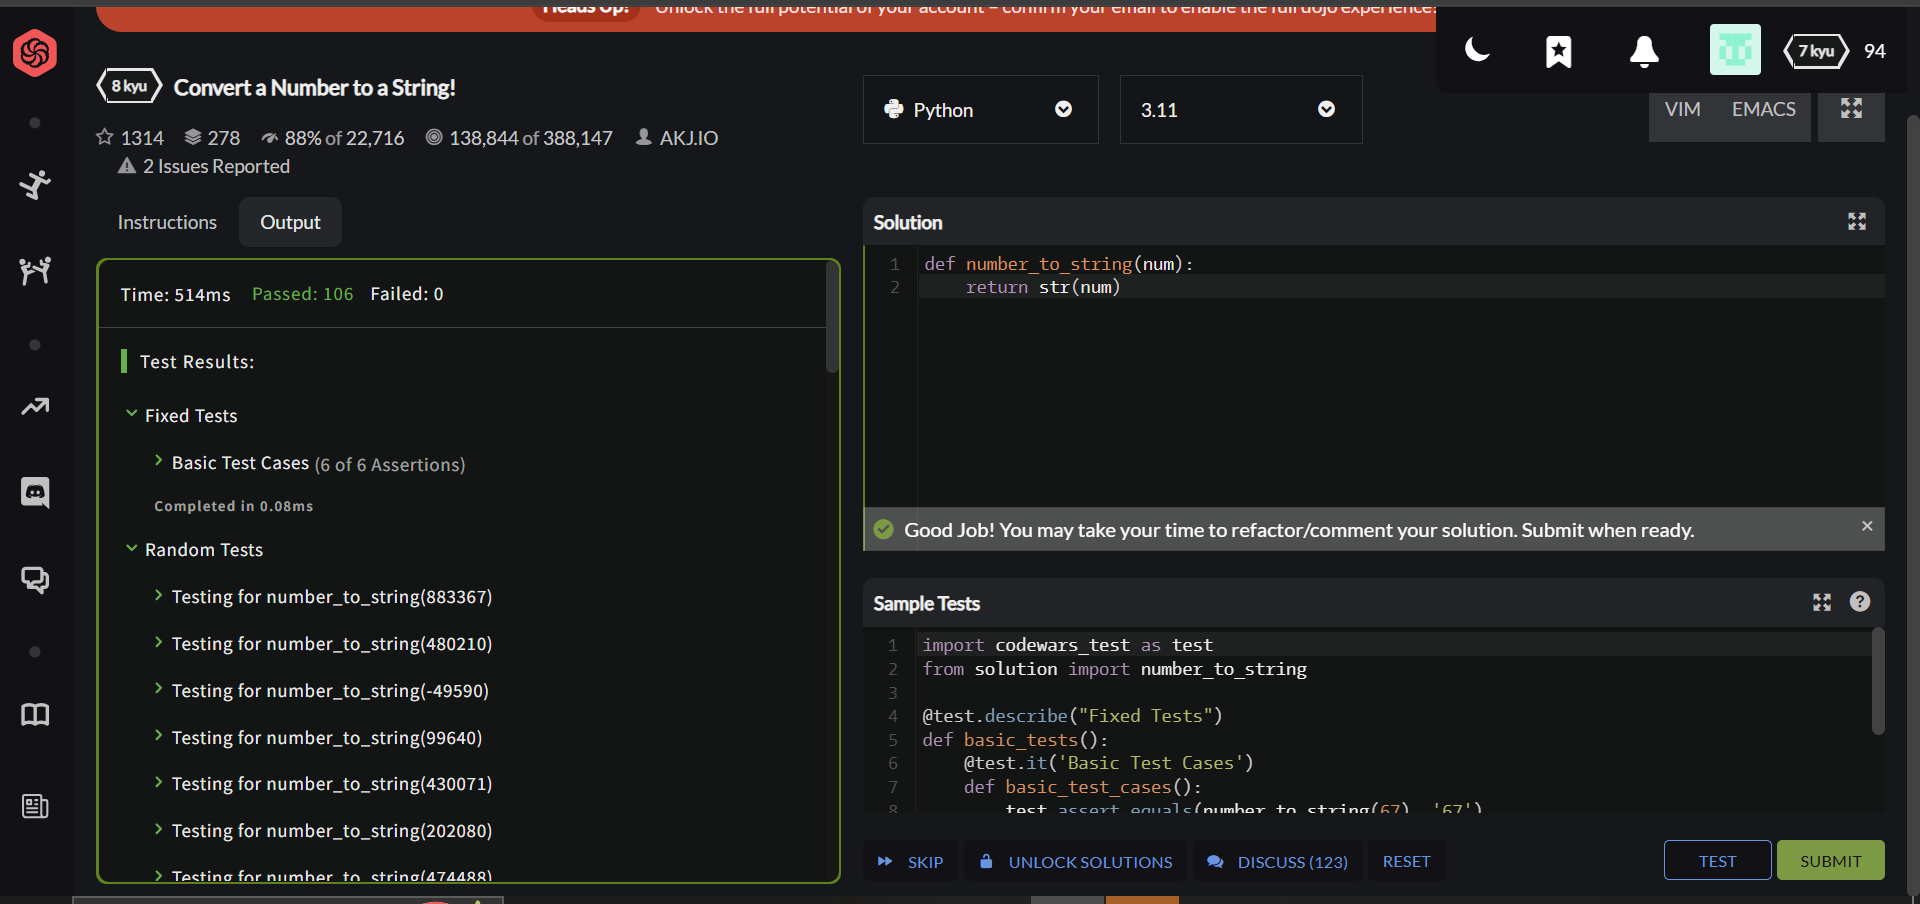 Heads Up! Unlock the full potential of your account – confirm your email to enable the full dojo experience!
7 kyu 94
8 kyu Convert a Number to a String!
1314 278 88% of 22,716 138,844 of 388,147 AKJ.IO
2 Issues Reported
Python
3.11
VIM EMACS
Instructions Output
Time: 514ms Passed: 106 Failed: 0
Test Results:
Fixed Tests
Basic Test Cases (6 of 6 Assertions)
Completed in 0.08ms
Random Tests
Testing for number_to_string(883367)
Testing for number_to_string(480210)
Testing for number_to_string(-49590)
Testing for number_to_string(99640)
Testing for number_to_string(430071)
Testing for number_to_string(202080)
Testing for number_to_string(474488)
Solution
1 def number_to_string(num):
2 return str(num)
Good Job! You may take your time to refactor/comment your solution. Submit when ready.
Sample Tests
1 import codewars_test as test
2 from solution import number_to_string
3
4 @test.describe("Fixed Tests")
5 def basic_tests():
6 @test.it('Basic Test Cases')
7 def basic_test_cases():
8 test.assert_equals(number_to_string(67), '67')
SKIP UNLOCK SOLUTIONS DISCUSS (123) RESET TEST SUBMIT